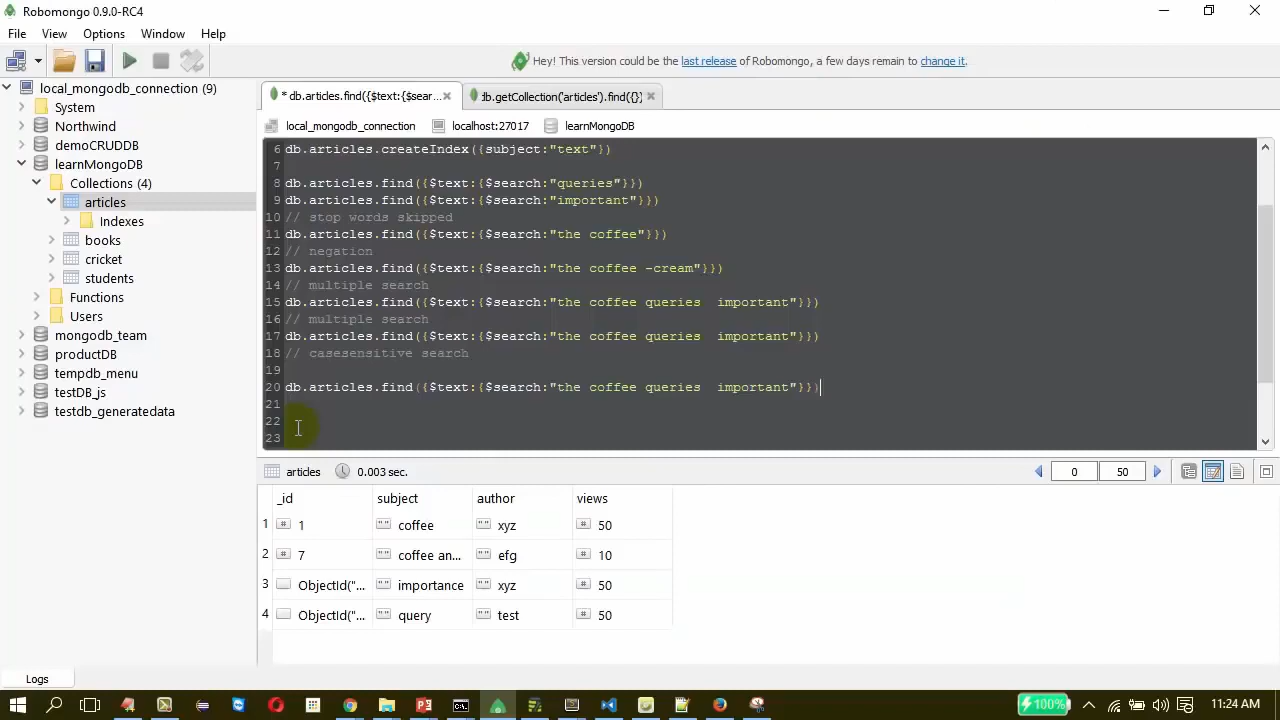 Robomongo 0.9.0-RC4
File View Options Window Help
Hey! This version could be the last release of Robomongo, a few days remain to change it.
local_mongodb_connection (9)
System
Northwind
demoCRUDDB
learnMongoDB
Collections (4)
articles
Indexes
books
cricket
students
Functions
Users
mongodb_team
productDB
tempdb_menu
testDB_js
testdb_generatedata
Logs
* db.articles.find({$text:{$sear...
db.getCollection('articles').find({})
local_mongodb_connection localhost:27017 learnMongoDB
6 db.articles.createIndex({subject:"text"})
7
8 db.articles.find({$text:{$search:"queries"}})
9 db.articles.find({$text:{$search:"important"}})
10 // stop words skipped
11 db.articles.find({$text:{$search:"the coffee"}})
12 // negation
13 db.articles.find({$text:{$search:"the coffee -cream"}})
14 // multiple search
15 db.articles.find({$text:{$search:"the coffee queries  important"}})
16 // multiple search
17 db.articles.find({$text:{$search:"the coffee queries  important"}})
18 // casesensitive search
19
20 db.articles.find({$text:{$search:"the coffee queries  important"}})
21
22
23
articles 0.003 sec. 0 50
_id subject author views
1 1 coffee xyz 50
2 7 coffee an... efg 10
3 ObjectId("... importance xyz 50
4 ObjectId("... query test 50
100% 11:24 AM